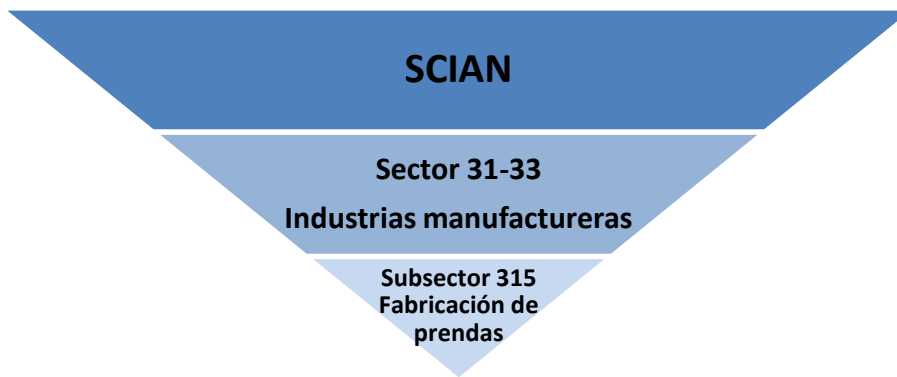 SCIAN
Sector 31-33
Industrias manufactureras
Subsector 315
Fabricación de
prendas